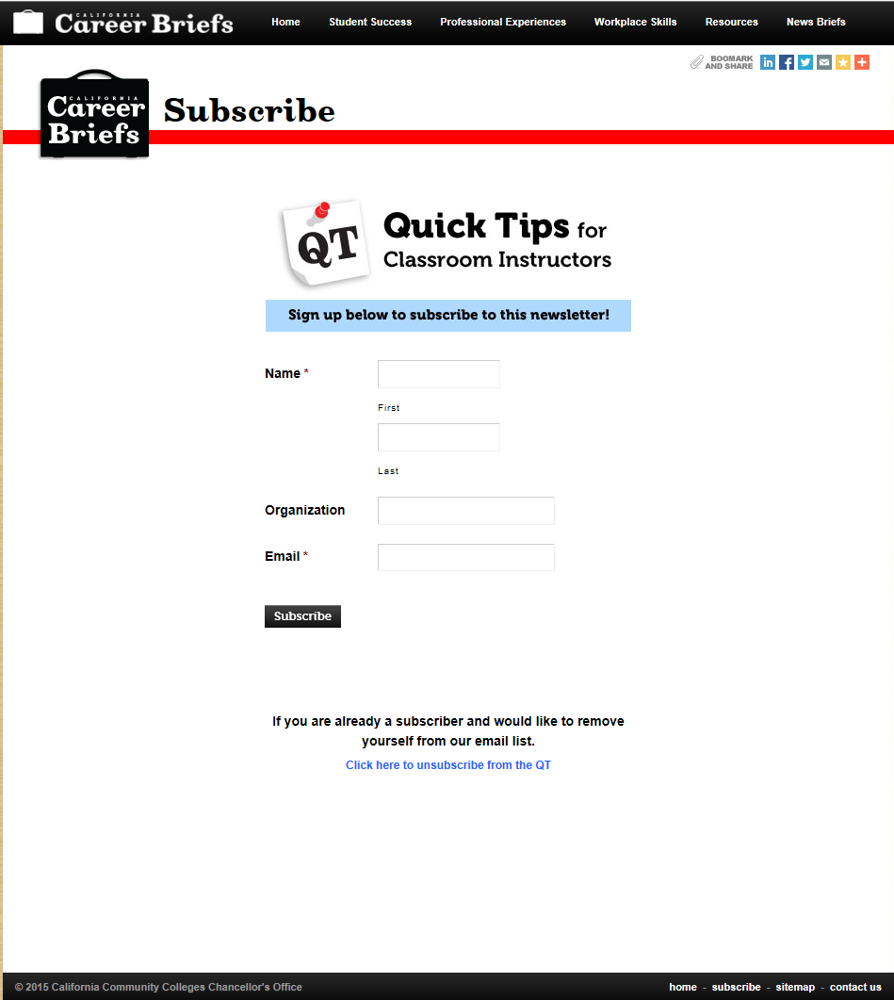 CALIFORNIA
Career Briefs
Home Student Success Professional Experiences Workplace Skills Resources News Briefs
BOOMARK
AND SHARE
in f
CALIFORNIA
Career
Briefs
Subscribe
QT
Quick Tips for
Classroom Instructors
Sign up below to subscribe to this newsletter!
Name *
First
Last
Organization
Email *
Subscribe
If you are already a subscriber and would like to remove
yourself from our email list.
Click here to unsubscribe from the QT
© 2015 California Community Colleges Chancellor's Office
home - subscribe - sitemap - contact us